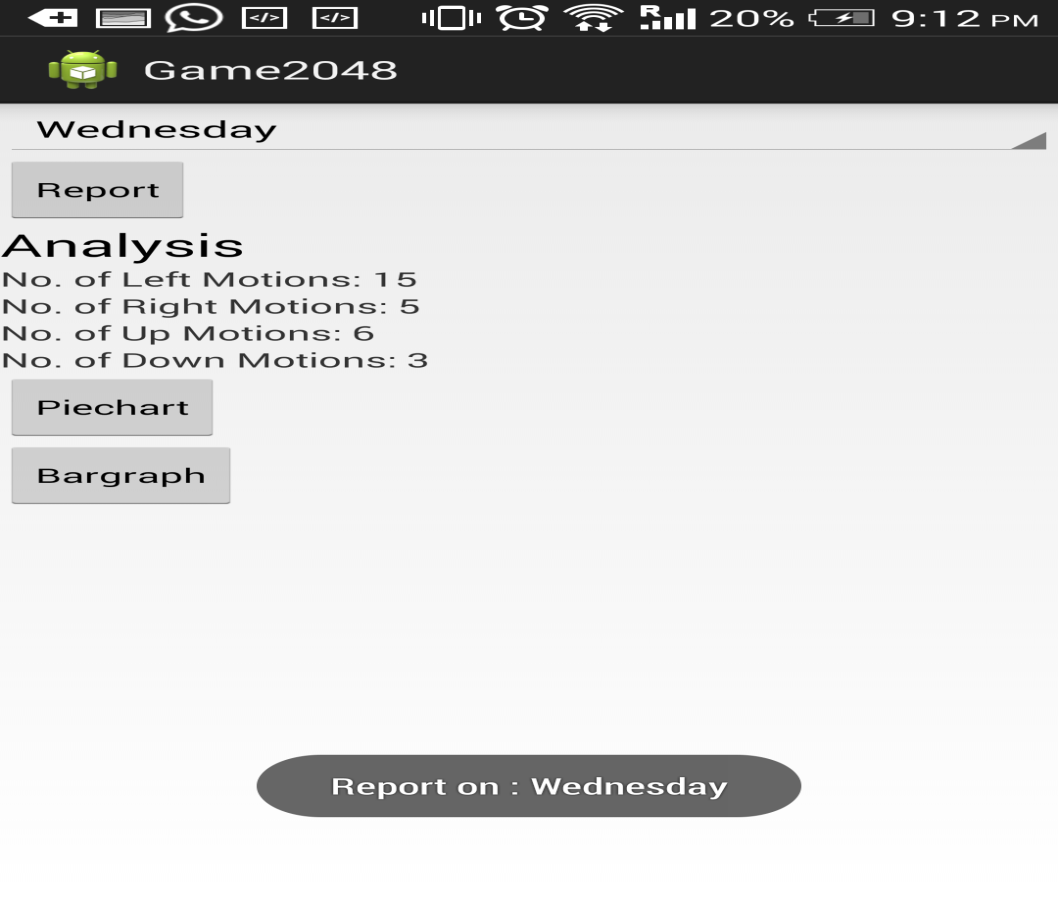 R 20% 9:12 PM
Game2048
Wednesday
Report
Analysis
No. of Left Motions: 15
No. of Right Motions: 5
No. of Up Motions: 6
No. of Down Motions: 3
Piechart
Bargraph
Report on : Wednesday